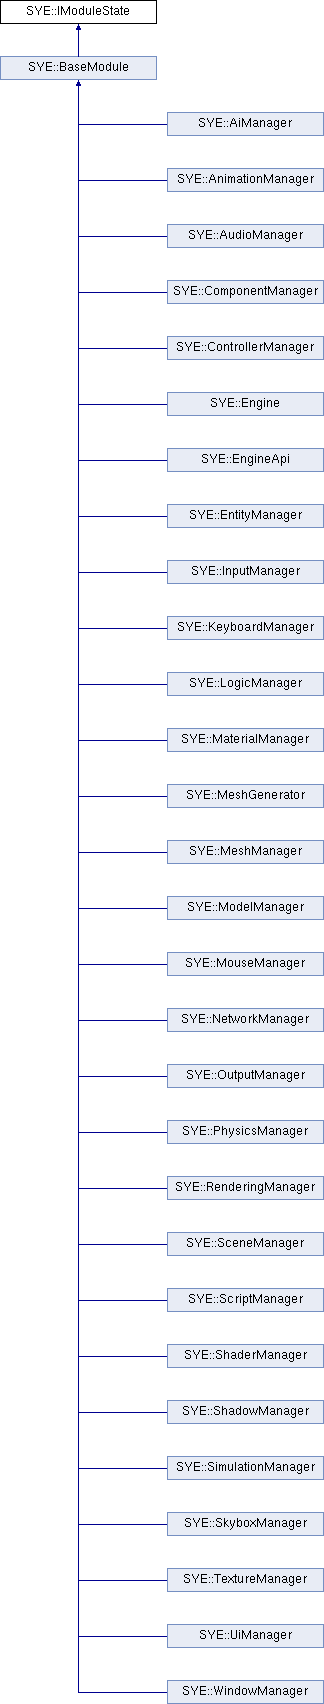 SYE::IModuleState
SYE::BaseModule
SYE::AiManager
SYE::AnimationManager
SYE::AudioManager
SYE::ComponentManager
SYE::ControllerManager
SYE::Engine
SYE::EngineApi
SYE::EntityManager
SYE::InputManager
SYE::KeyboardManager
SYE::LogicManager
SYE::MaterialManager
SYE::MeshGenerator
SYE::MeshManager
SYE::ModelManager
SYE::MouseManager
SYE::NetworkManager
SYE::OutputManager
SYE::PhysicsManager
SYE::RenderingManager
SYE::SceneManager
SYE::ScriptManager
SYE::ShaderManager
SYE::ShadowManager
SYE::SimulationManager
SYE::SkyboxManager
SYE::TextureManager
SYE::UiManager
SYE::WindowManager